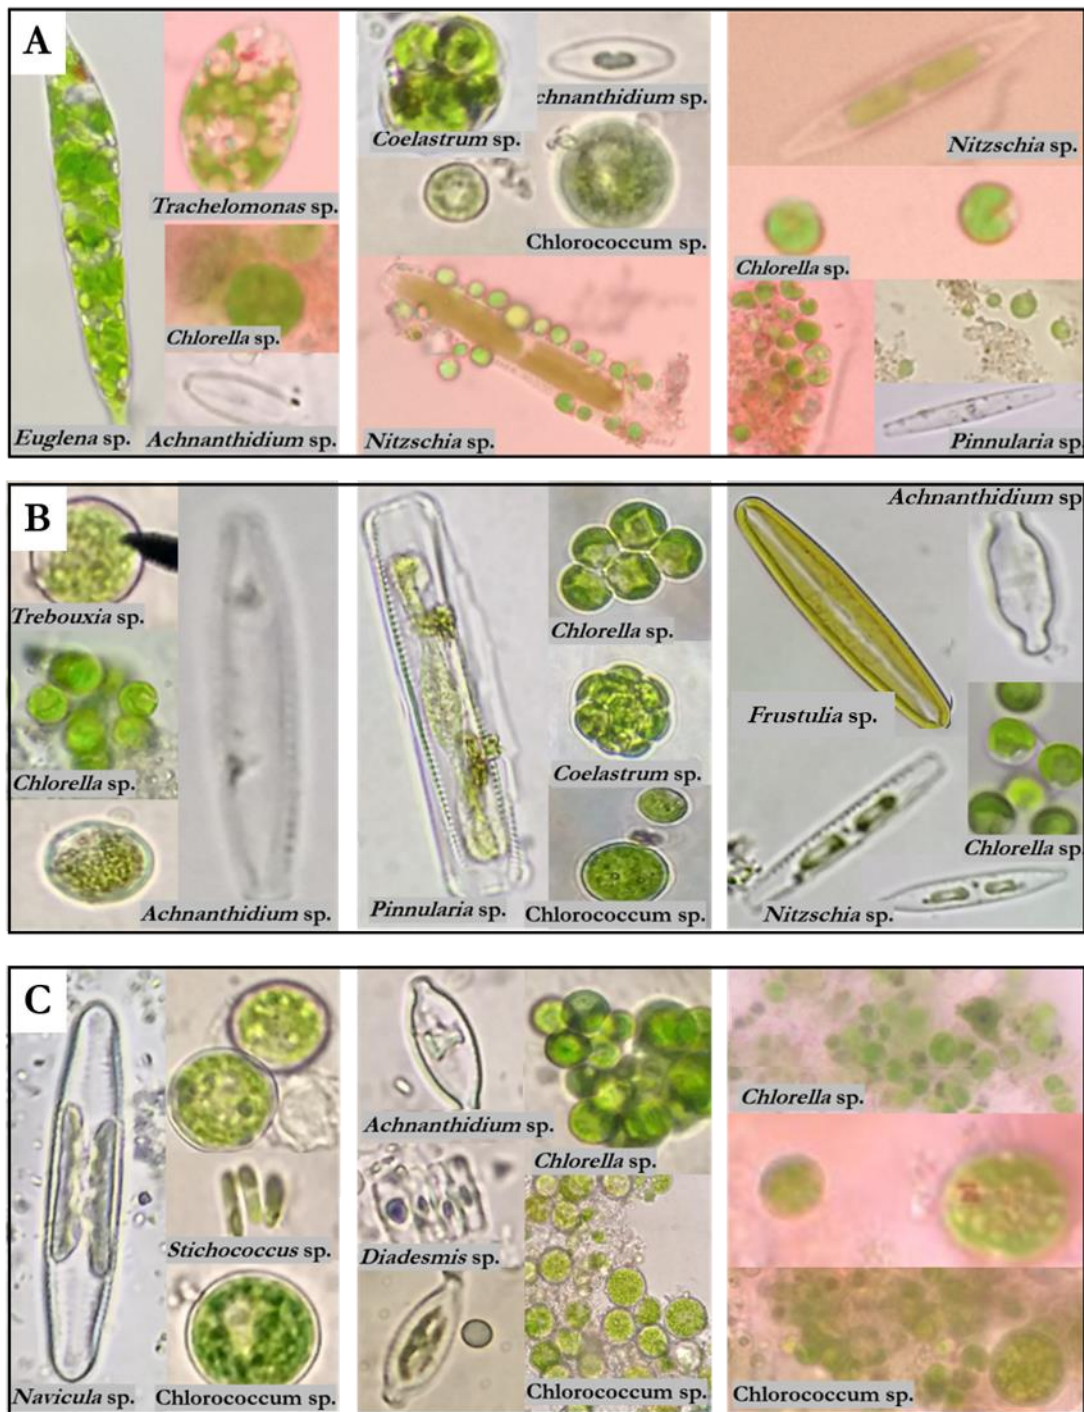 A
Trachelomonas sp.
Chlorella sp.
Euglena sp.
Achnanthidium sp.
Coelastrum sp.
chnanthidium sp.
Chlorococcum sp.
Nitzschia sp.
Nitzschia sp.
Chlorella sp.
Pinnularia sp.
B
Trebouxia sp.
Chlorella sp.
Achnanthidium sp.
Chlorella sp.
Coelastrum sp.
Pinnularia sp.
Chlorococcum sp.
Achnanthidium sp
Frustulia sp.
Chlorella sp.
Nitzschia sp.
C
Stichococcus sp.
Navicula sp.
Chlorococcum sp.
Achnanthidium sp.
Chlorella sp.
Diadesmis sp.
Chlorococcum sp.
Chlorella sp.
Chlorococcum sp.